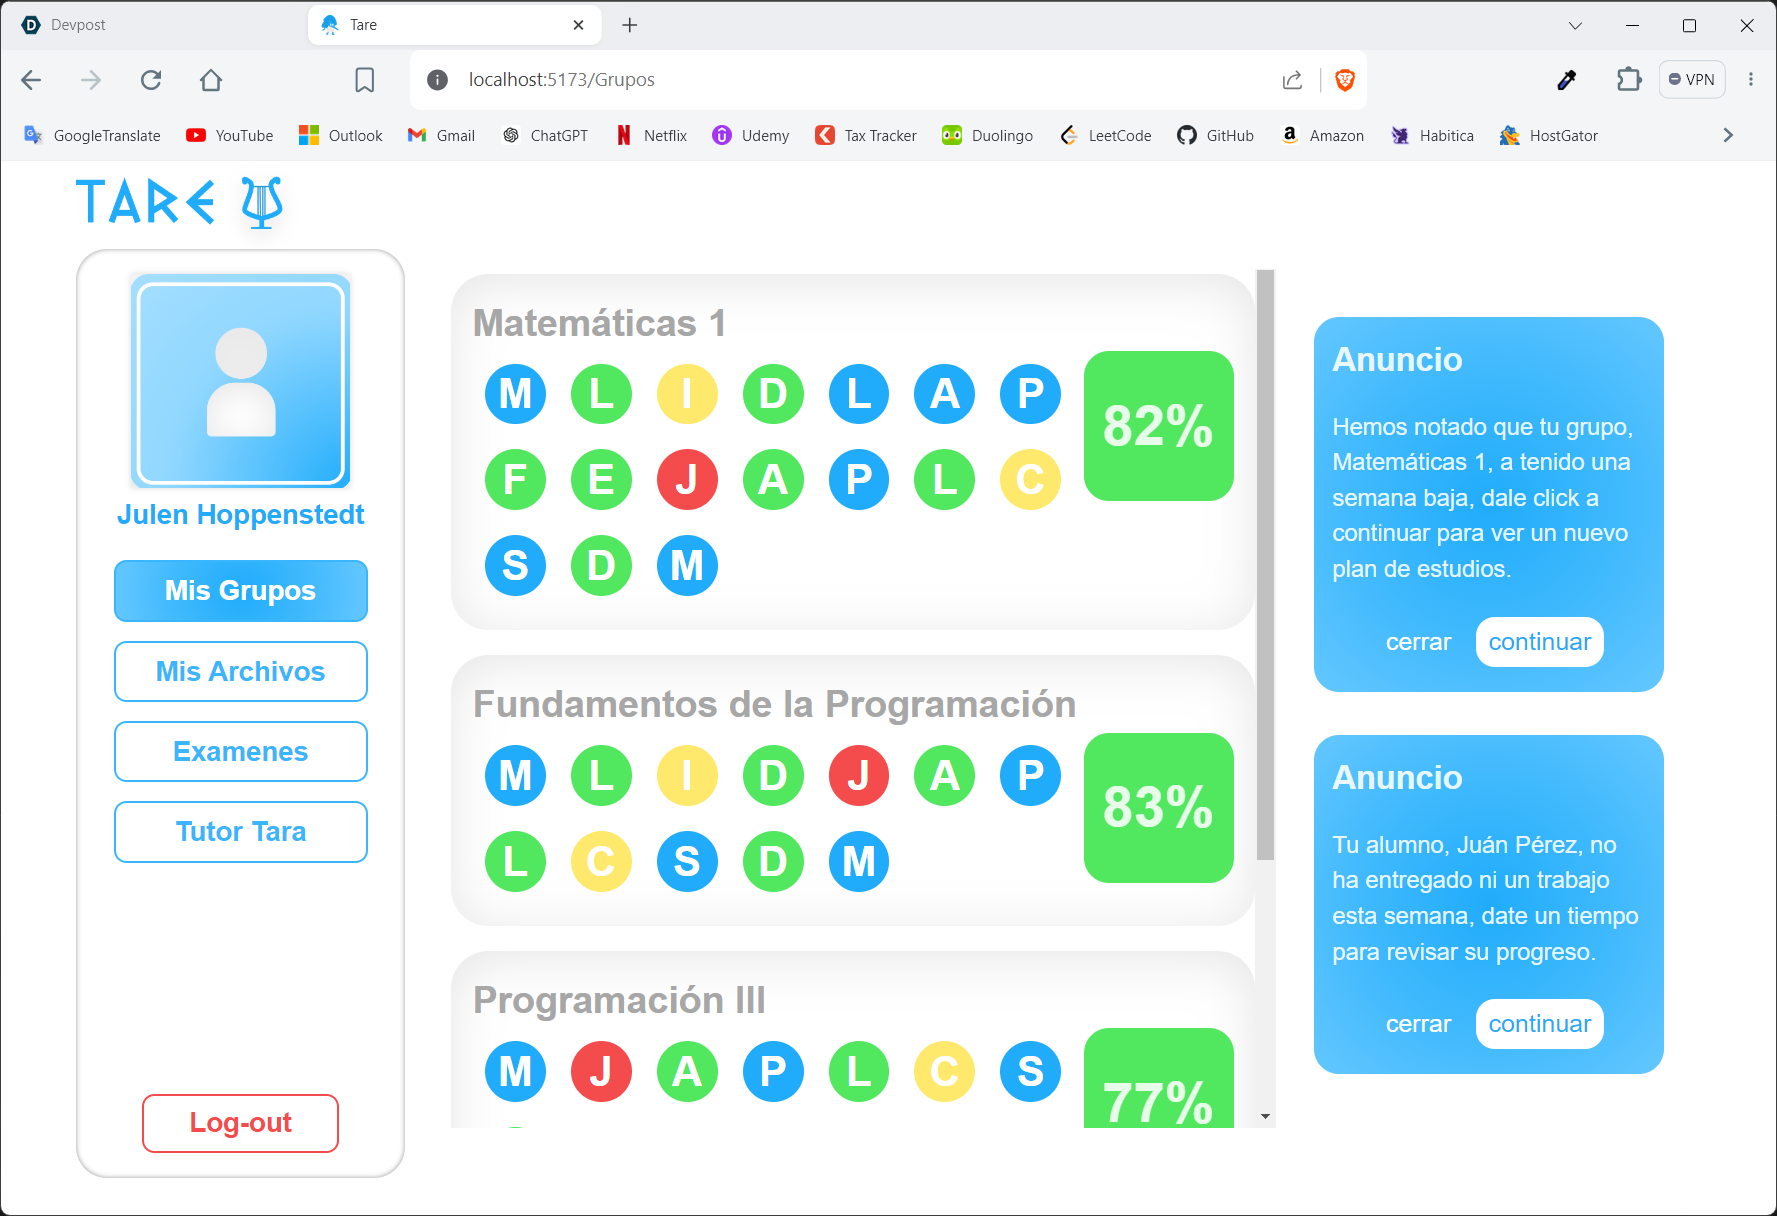 Devpost
Tare
localhost:5173/Grupos
VPN
GoogleTranslate
YouTube
Outlook
Gmail
ChatGPT
Netflix
Udemy
Tax Tracker
Duolingo
LeetCode
GitHub
Amazon
Habitica
HostGator
TARE
Julen Hoppenstedt
Mis Grupos
Mis Archivos
Examenes
Tutor Tara
Log-out
Matemáticas 1
M L I D L A P
F E J A P L C
S D M
82%
Fundamentos de la Programación
M L I D J A P
L C S D M
83%
Programación III
M J A P L C S
77%
Anuncio
Hemos notado que tu grupo,
Matemáticas 1, a tenido una
semana baja, dale click a
continuar para ver un nuevo
plan de estudios.
cerrar continuar
Anuncio
Tu alumno, Juán Pérez, no
ha entregado ni un trabajo
esta semana, date un tiempo
para revisar su progreso.
cerrar continuar